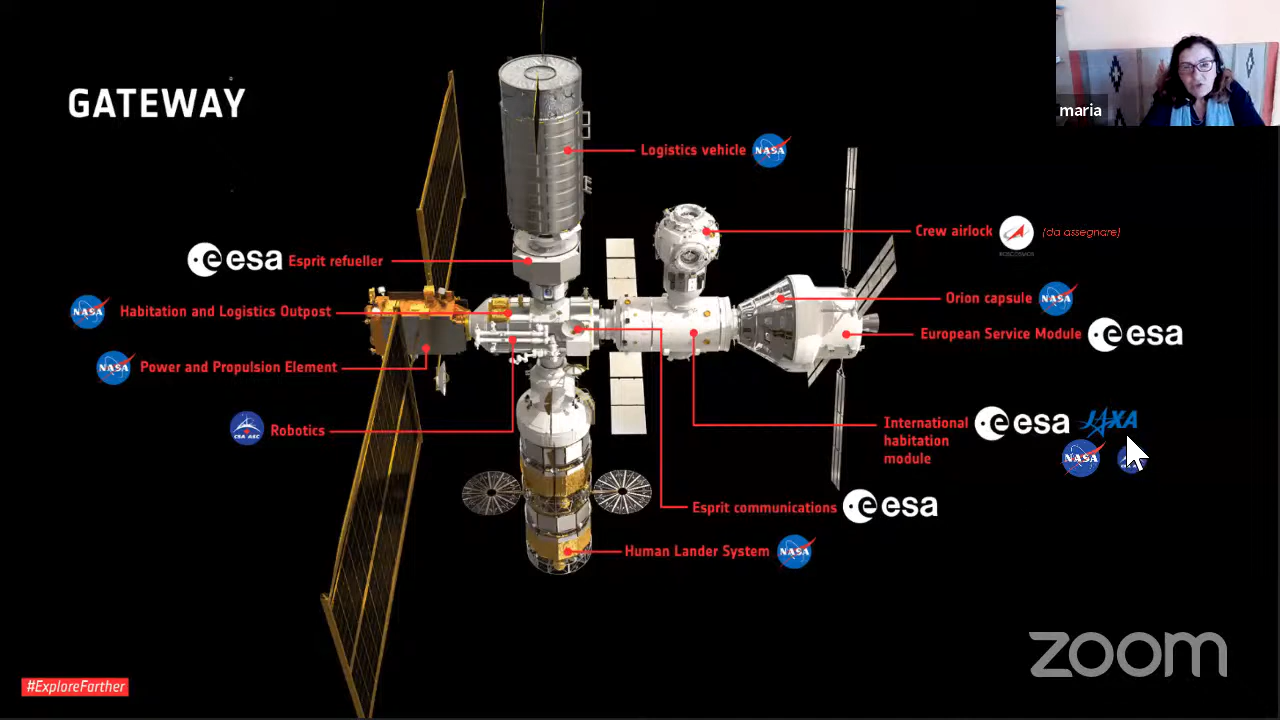 GATEWAY
maria
Logistics vehicle
NASA
Crew airlock
(da assegnare)
esa
Esprit refueller
Orion capsule
NASA
NASA
Habitation and Logistics Outpost
European Service Module
esa
NASA
Power and Propulsion Element
CSA ASC
Robotics
International
habitation
module
esa
JAXA
NASA
Esprit communications
esa
Human Lander System
NASA
zoom
#ExploreFarther